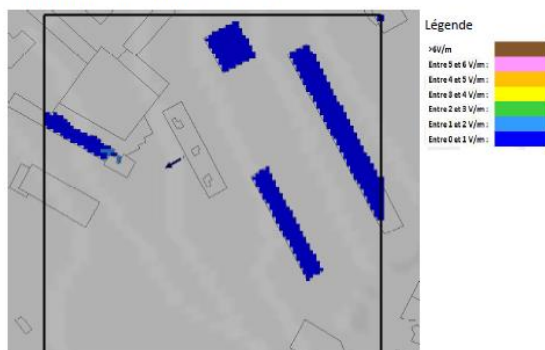 Légende
>6V/m
Entre 5 et 6 V/m :
Entre 4 et 5 V/m :
Entre 3 et 4 V/m :
Entre 2 et 3 V/m :
Entre 1 et 2 V/m :
Entre 0 et 1 V/m :